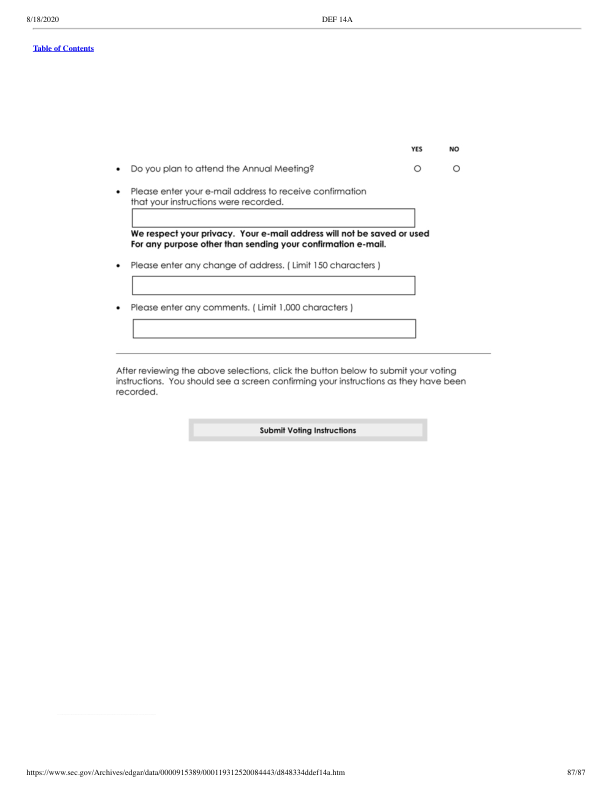 8/18/2020 DEF 14A
Table of Contents
YES NO
• Do you plan to attend the Annual Meeting? O O
• Please enter your e-mail address to receive confirmation
that your instructions were recorded.
We respect your privacy. Your e-mail address will not be saved or used
For any purpose other than sending your confirmation e-mail.
• Please enter any change of address. ( Limit 150 characters )
• Please enter any comments. ( Limit 1,000 characters )
After reviewing the above selections, click the button below to submit your voting
instructions. You should see a screen confirming your instructions as they have been
recorded.
Submit Voting Instructions
https://www.sec.gov/Archives/edgar/data/0000915389/000119312520084443/d848334ddef14a.htm 87/87